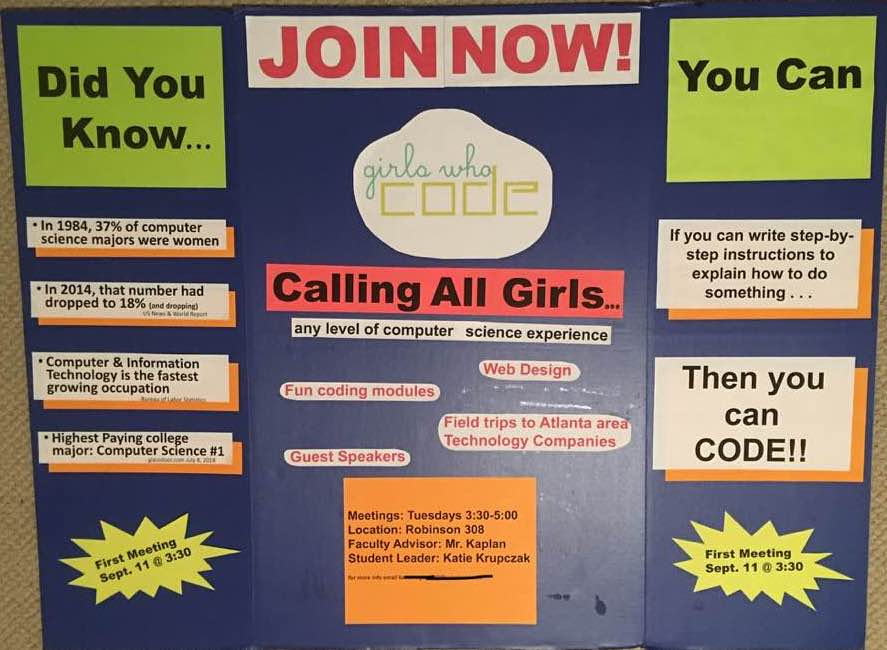 Did You
Know...
• In 1984, 37% of computer
science majors were women
• In 2014, that number had
dropped to 18% (and dropping)
US News & World Report
• Computer & Information
Technology is the fastest
growing occupation
Bureau of Labor Statistics
• Highest Paying college
major: Computer Science #1
glassdoor.com July 8, 2018
First Meeting
Sept. 11 @ 3:30
JOIN NOW!
girls who
code
Calling All Girls...
any level of computer science experience
Web Design
Fun coding modules
Field trips to Atlanta area
Technology Companies
Guest Speakers
Meetings: Tuesdays 3:30-5:00
Location: Robinson 308
Faculty Advisor: Mr. Kaplan
Student Leader: Katie Krupczak
for more info email
You Can
If you can write step-by-
step instructions to
explain how to do
something . . .
Then you
can
CODE!!
First Meeting
Sept. 11 @ 3:30